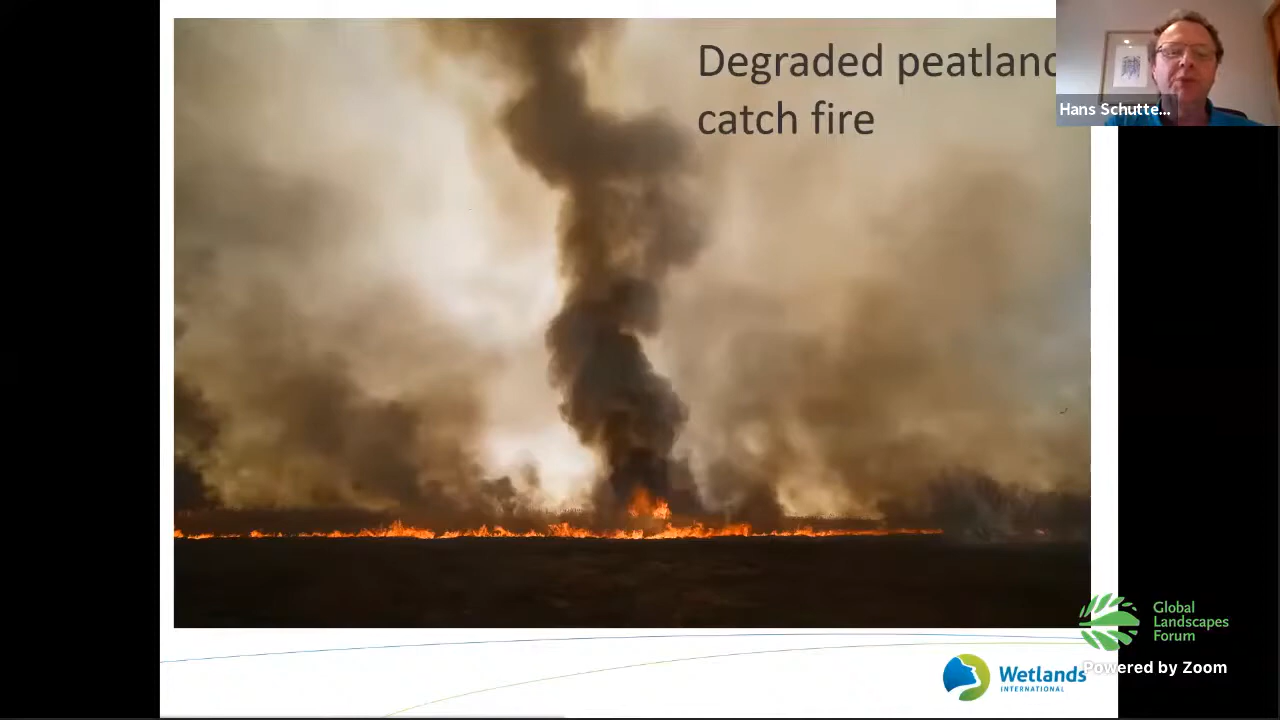 Degraded peatland
catch fire
Hans Schutte...
Global
Landscapes
Forum
Powered by Zoom
Wetlands
INTERNATIONAL